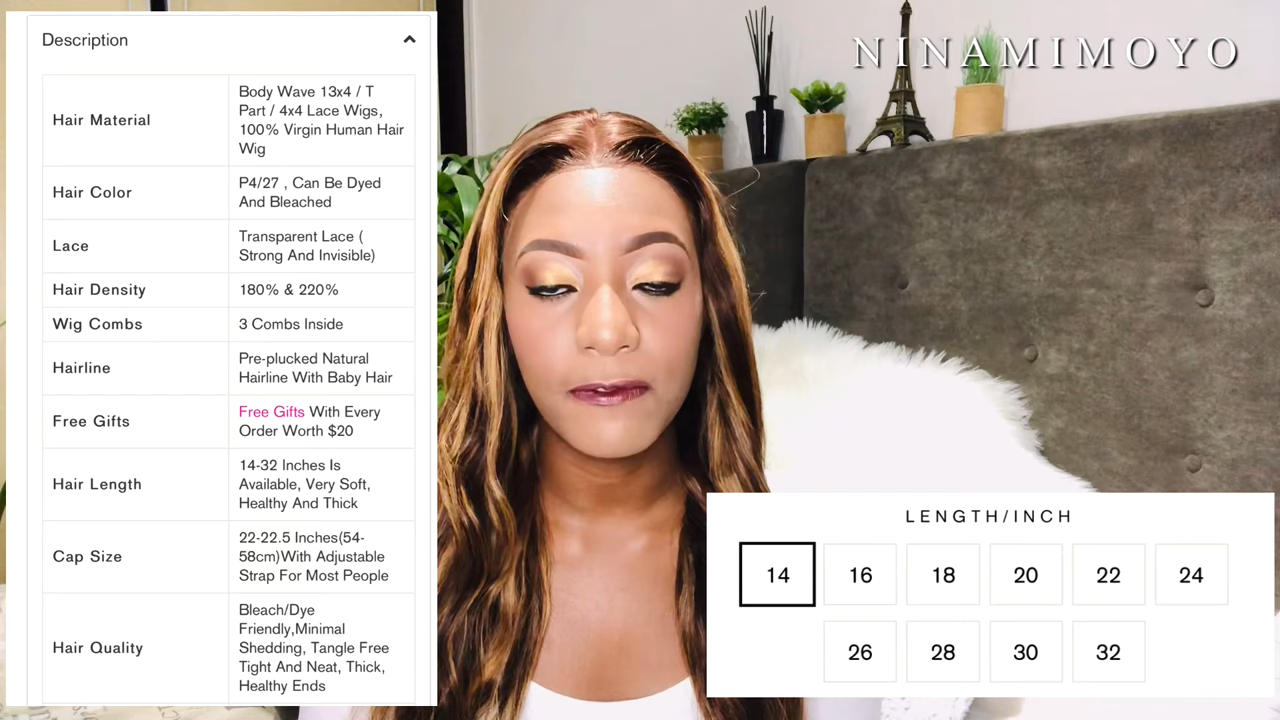 Description
Hair Material
Body Wave 13x4 / T
Part / 4x4 Lace Wigs,
100% Virgin Human Hair
Wig
Hair Color
P4/27 , Can Be Dyed
And Bleached
Lace
Transparent Lace (
Strong And Invisible)
Hair Density
180% & 220%
Wig Combs
3 Combs Inside
Hairline
Pre-plucked Natural
Hairline With Baby Hair
Free Gifts
Free Gifts With Every
Order Worth $20
Hair Length
14-32 Inches Is
Available, Very Soft,
Healthy And Thick
Cap Size
22-22.5 Inches(54-
58cm)With Adjustable
Strap For Most People
Hair Quality
Bleach/Dye
Friendly,Minimal
Shedding, Tangle Free
Tight And Neat, Thick,
Healthy Ends
NINAMIMOYO
LENGTH/INCH
14 16 18 20 22 24
26 28 30 32